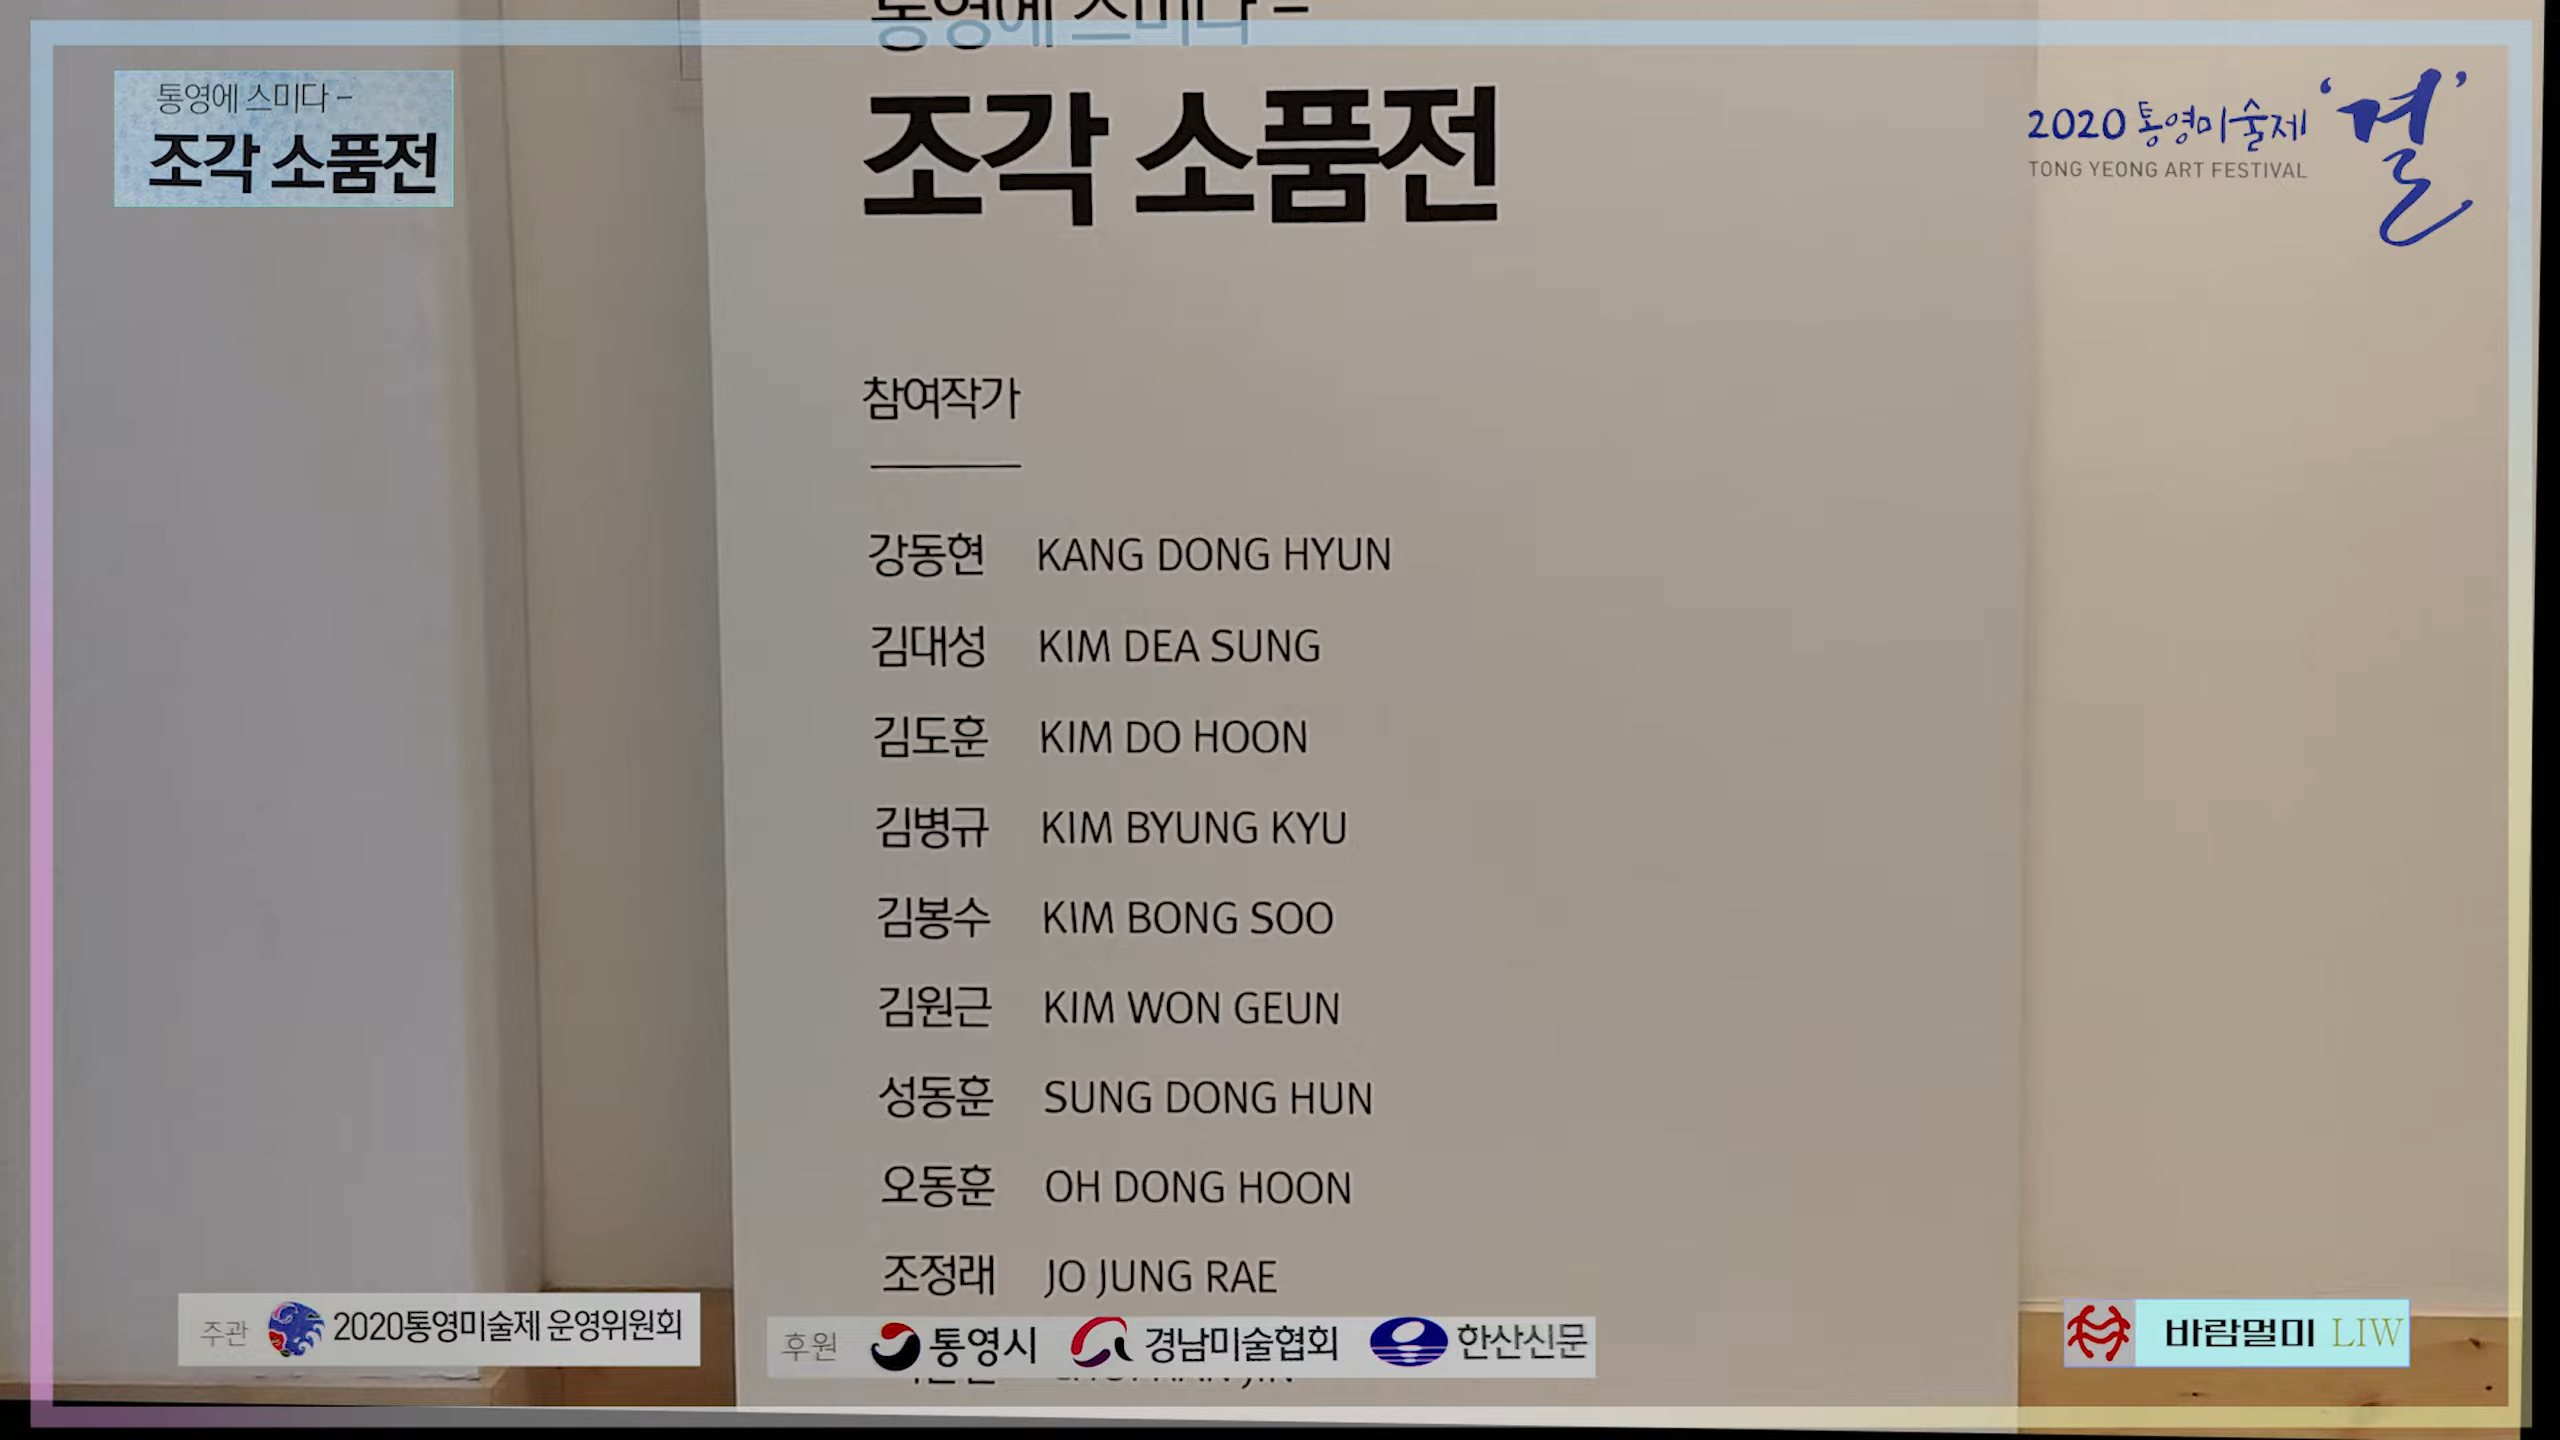 통영에 스미다 –
조각 소품전
통영에 스미다 –
조각 소품전
2020 통영미술제 '결'
TONG YEONG ART FESTIVAL
참여작가
강동현 KANG DONG HYUN
김대성 KIM DEA SUNG
김도훈 KIM DO HOON
김병규 KIM BYUNG KYU
김봉수 KIM BONG SOO
김원근 KIM WON GEUN
성동훈 SUNG DONG HUN
오동훈 OH DONG HOON
조정래 JO JUNG RAE
주관 2020통영미술제 운영위원회
후원 통영시 경남미술협회 한산신문
바람멀미 LIW